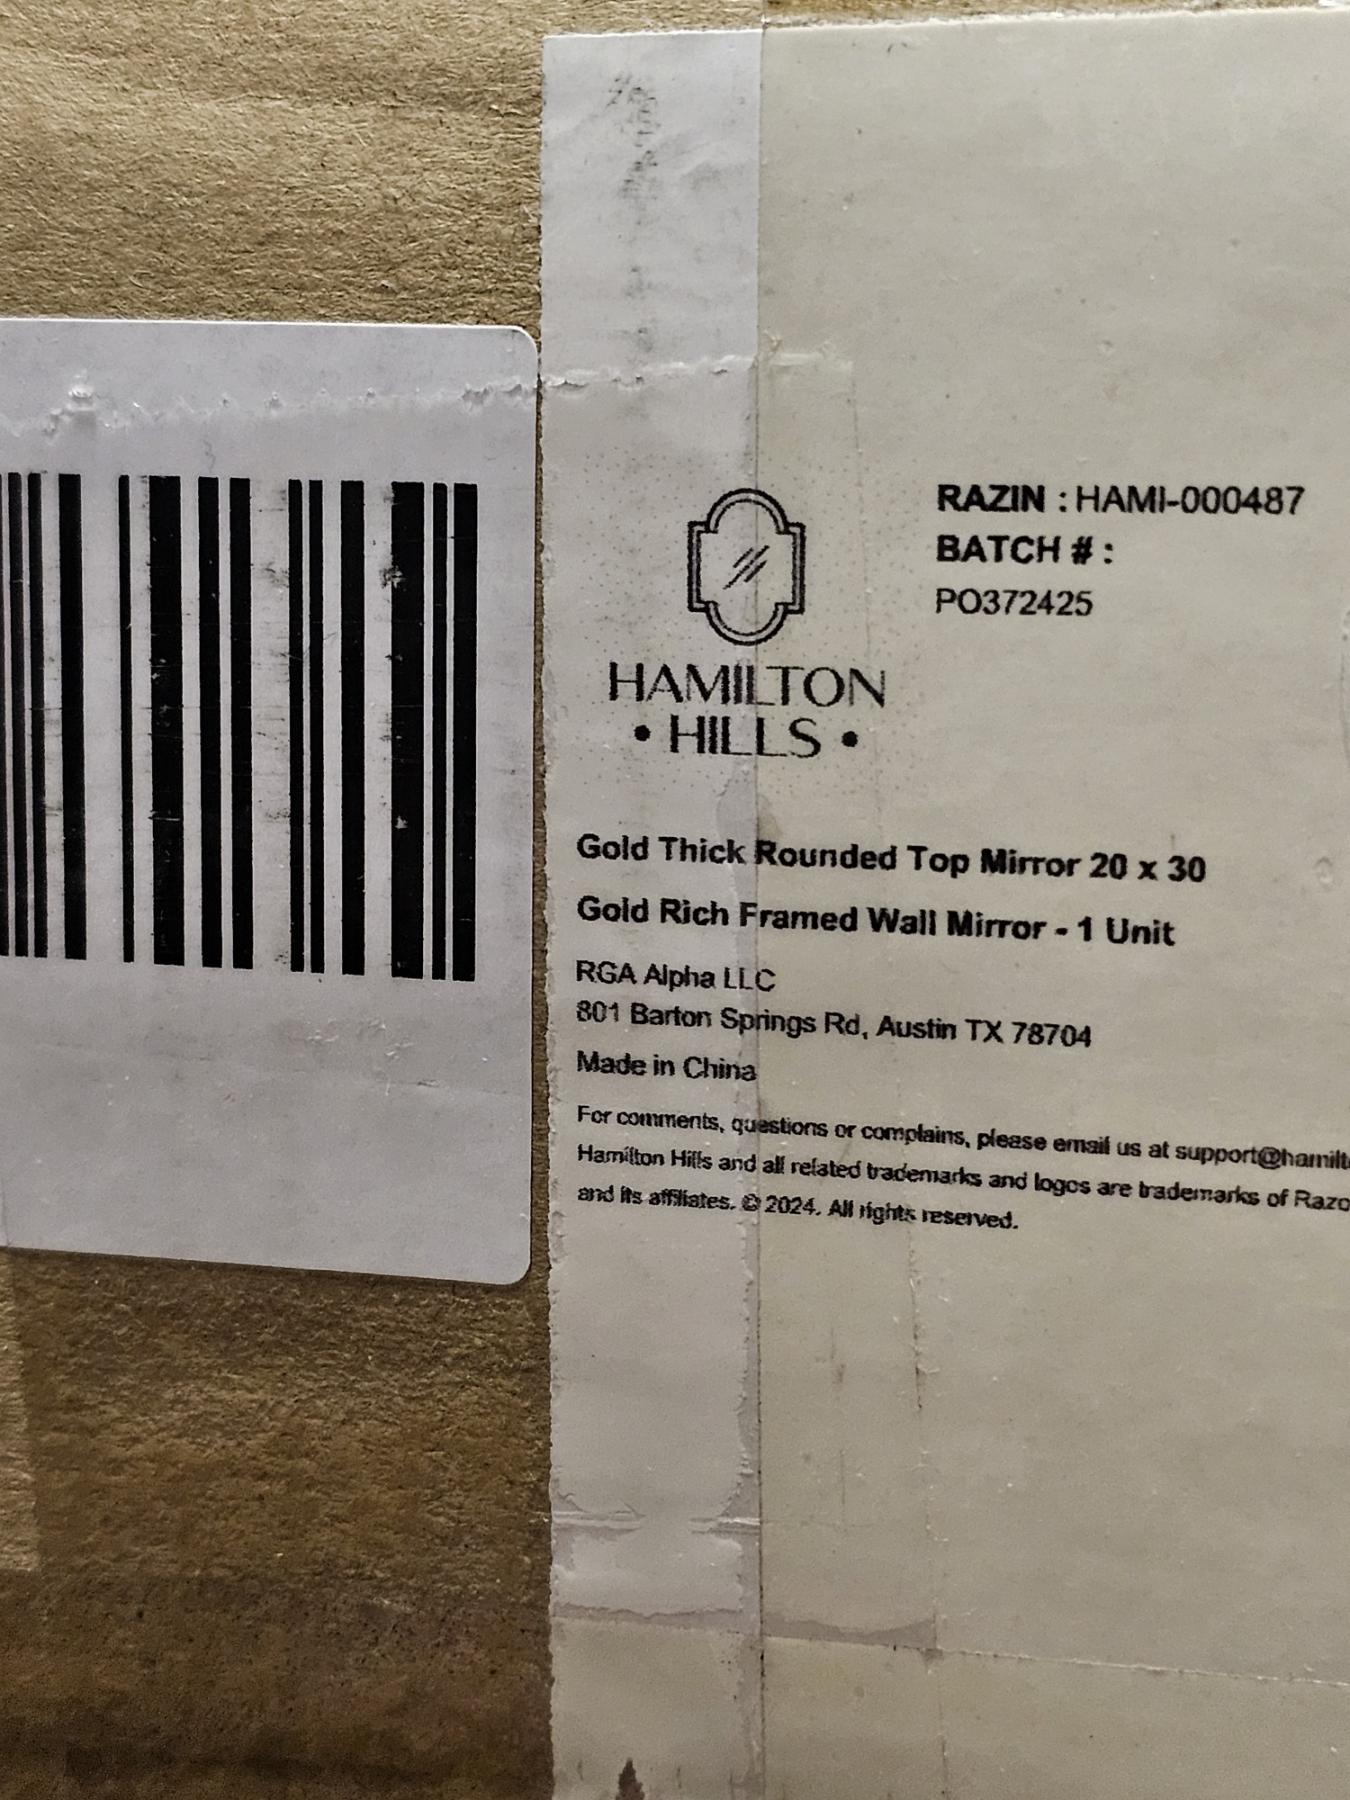 RAZIN : HAMI-000487
BATCH # :
PO372425
HAMILTON
• HILLS •
Gold Thick Rounded Top Mirror 20 x 30
Gold Rich Framed Wall Mirror - 1 Unit
RGA Alpha LLC
801 Barton Springs Rd, Austin TX 78704
Made in China
For comments, questions or complains, please email us at support@hamilt
Hamilton Hills and all related trademarks and logos are trademarks of Razo
and its affiliates. © 2024. All rights reserved.